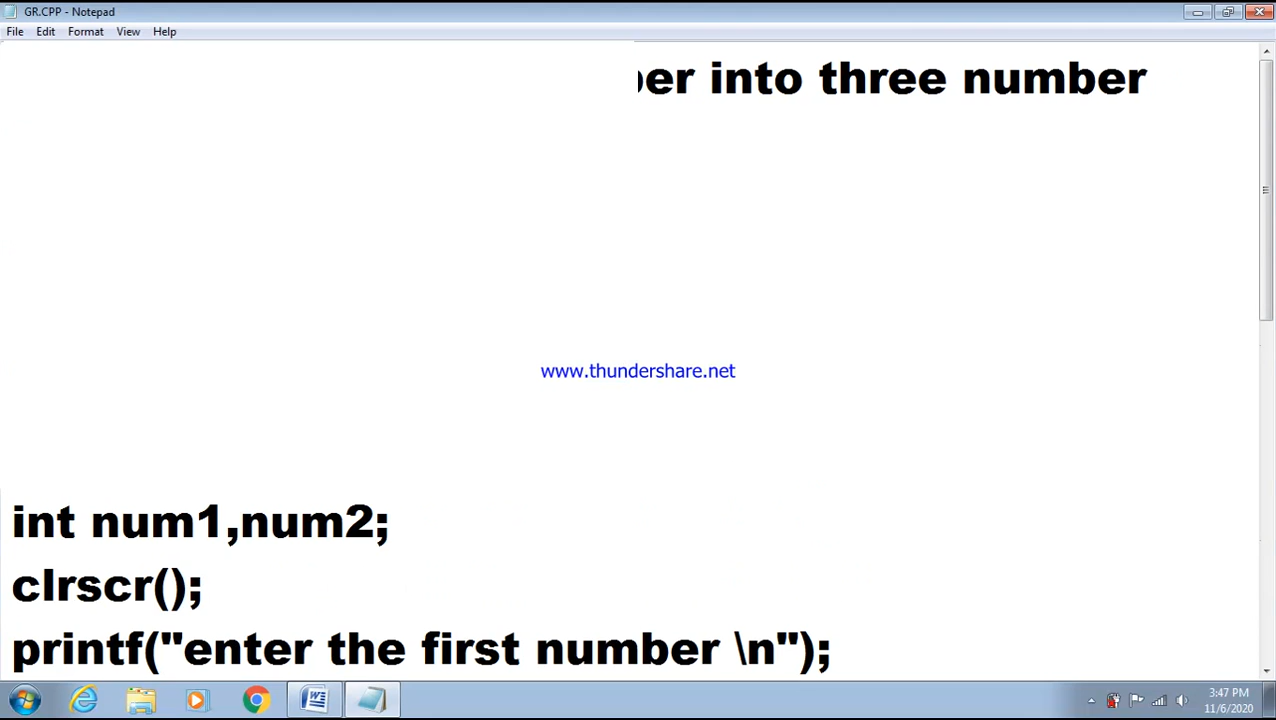 GR.CPP - Notepad
File Edit Format View Help
into three number
www.thundershare.net
int num1,num2;
clrscr();
printf("enter the first number \n");
3:47 PM
11/6/2020